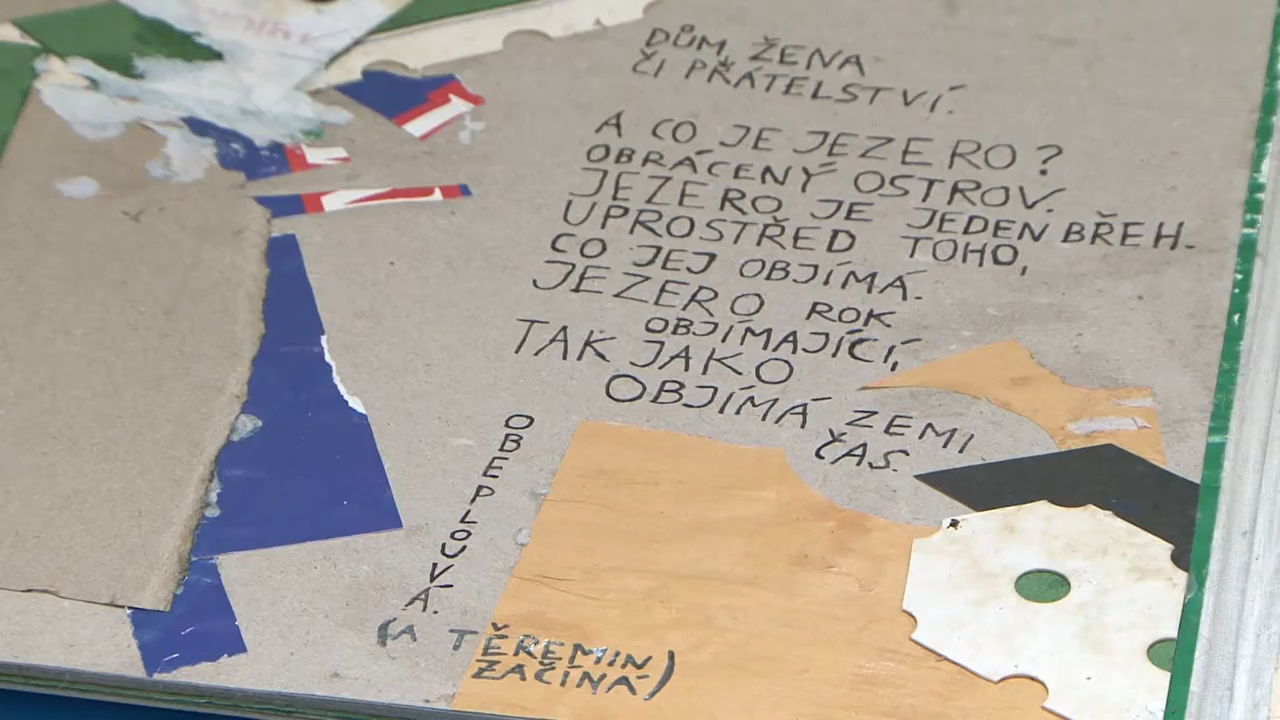 DŮM, ŽENA
ČI PŘÁTELSTVÍ.
A CO JE JEZERO?
OBRÁCENÝ OSTROV.
JEZERO JE JEDEN BŘEH.
UPROSTŘED TOHO,
CO JEJ OBJÍMÁ.
JEZERO ROK
OBJÍMAJÍCÍ,
TAK JAKO
OBJÍMÁ ZEMI
ČAS.
OBEPLOUVÁ.
(A TĚREMIN
ZAČÍNÁ)